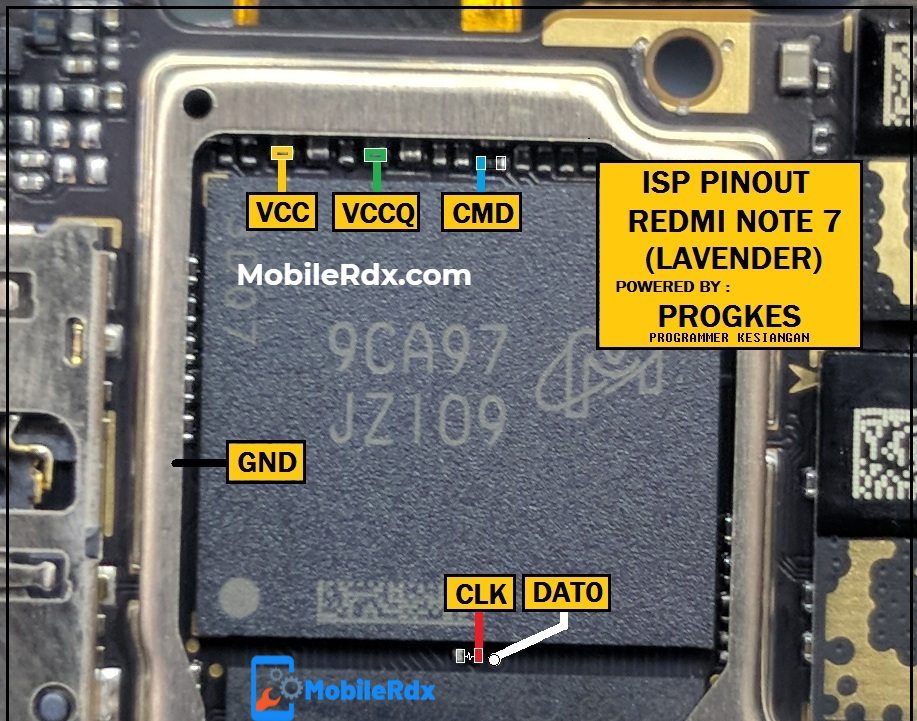 VCC
VCCQ
CMD
ISP PINOUT
REDMI NOTE 7
(LAVENDER)
POWERED BY :
PROGKES
PROGRAMMER KESIANGAN
MobileRdx.com
9CA97
JZ109
GND
CLK
DAT0
MobileRdx